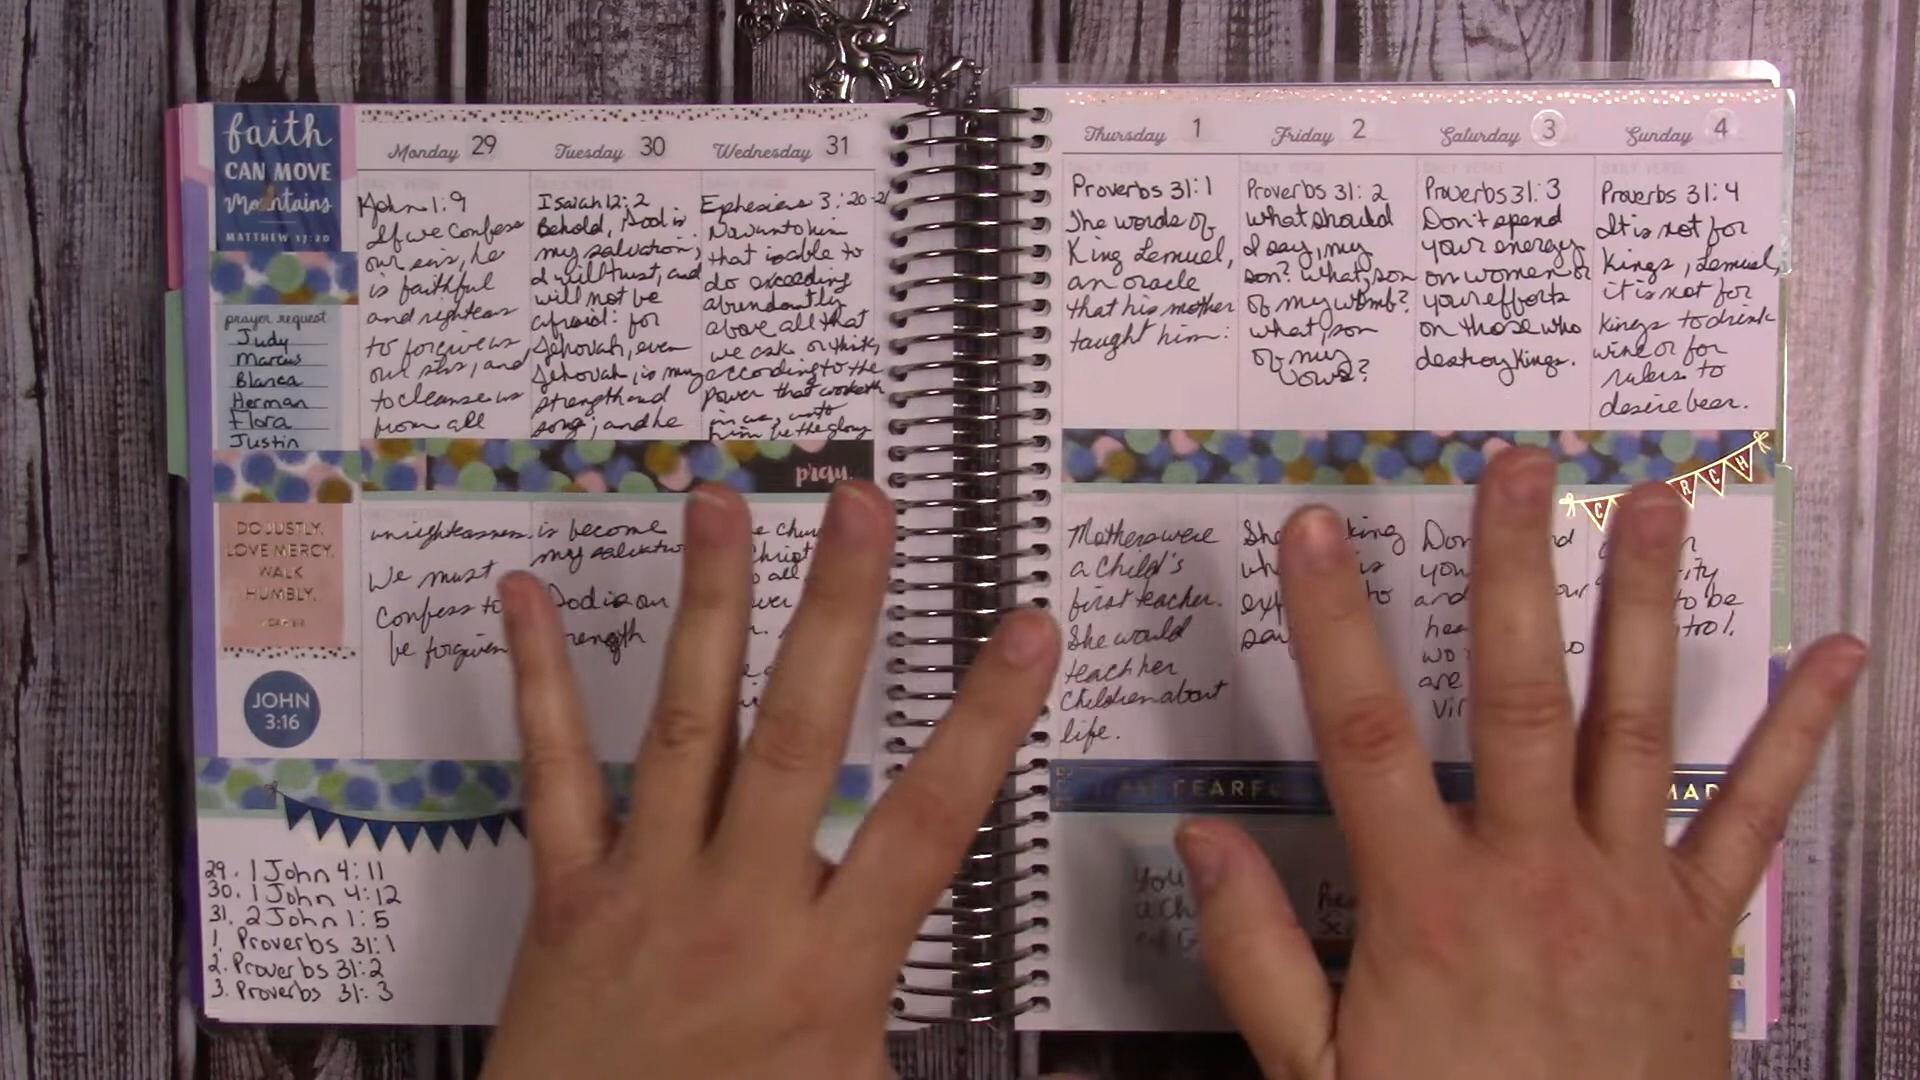 faith
CAN MOVE
Mountains
MATTHEW 17:20
prayer request
Judy
Marcus
Blanca
Herman
Flora
Justin
DO JUSTLY.
LOVE MERCY.
WALK
HUMBLY.
JOHN
3:16
Monday 29
1 John 1:9
If we confess
our sins, he
is faithful
and righteous
to forgive us
our sins, and
to cleanse us
from all
unrighteousness.
We must
confess to
be forgiven
Tuesday 30
Isaiah 12:2
Behold, God is
my salvation;
I will trust, and
will not be
afraid: for
Jehovah, even
Jehovah, is my
strength and
song; and he
is become
my salvation
God is our
Wednesday 31
Ephesians 3:20-21
Now unto him
that is able to
do exceeding
abundantly
above all that
we ask or think,
according to the
power that worketh
in us, unto
him be the glory
pray.
Christ
all
29. 1 John 4:11
30. 1 John 4:12
31. 2 John 1:5
1. Proverbs 31:1
2. Proverbs 31:2
3. Proverbs 31:3
Thursday 1
Proverbs 31:1
The words of
King Lemuel,
an oracle
that his mother
taught him:
Mothers were
a child's
first teacher.
She would
teach her
children about
life.
Friday 2
Proverbs 31:2
what should
I say, my
son? what, son
of my womb?
what, son
of my
vows?
to
Saturday 3
Proverbs 31:3
Don't spend
your energy
on women or
your efforts
on those who
destroy kings.
and
are
Sunday 4
Proverbs 31:4
It is not for
kings, Lemuel,
it is not for
kings to drink
wine or for
rulers to
desire beer.
to be